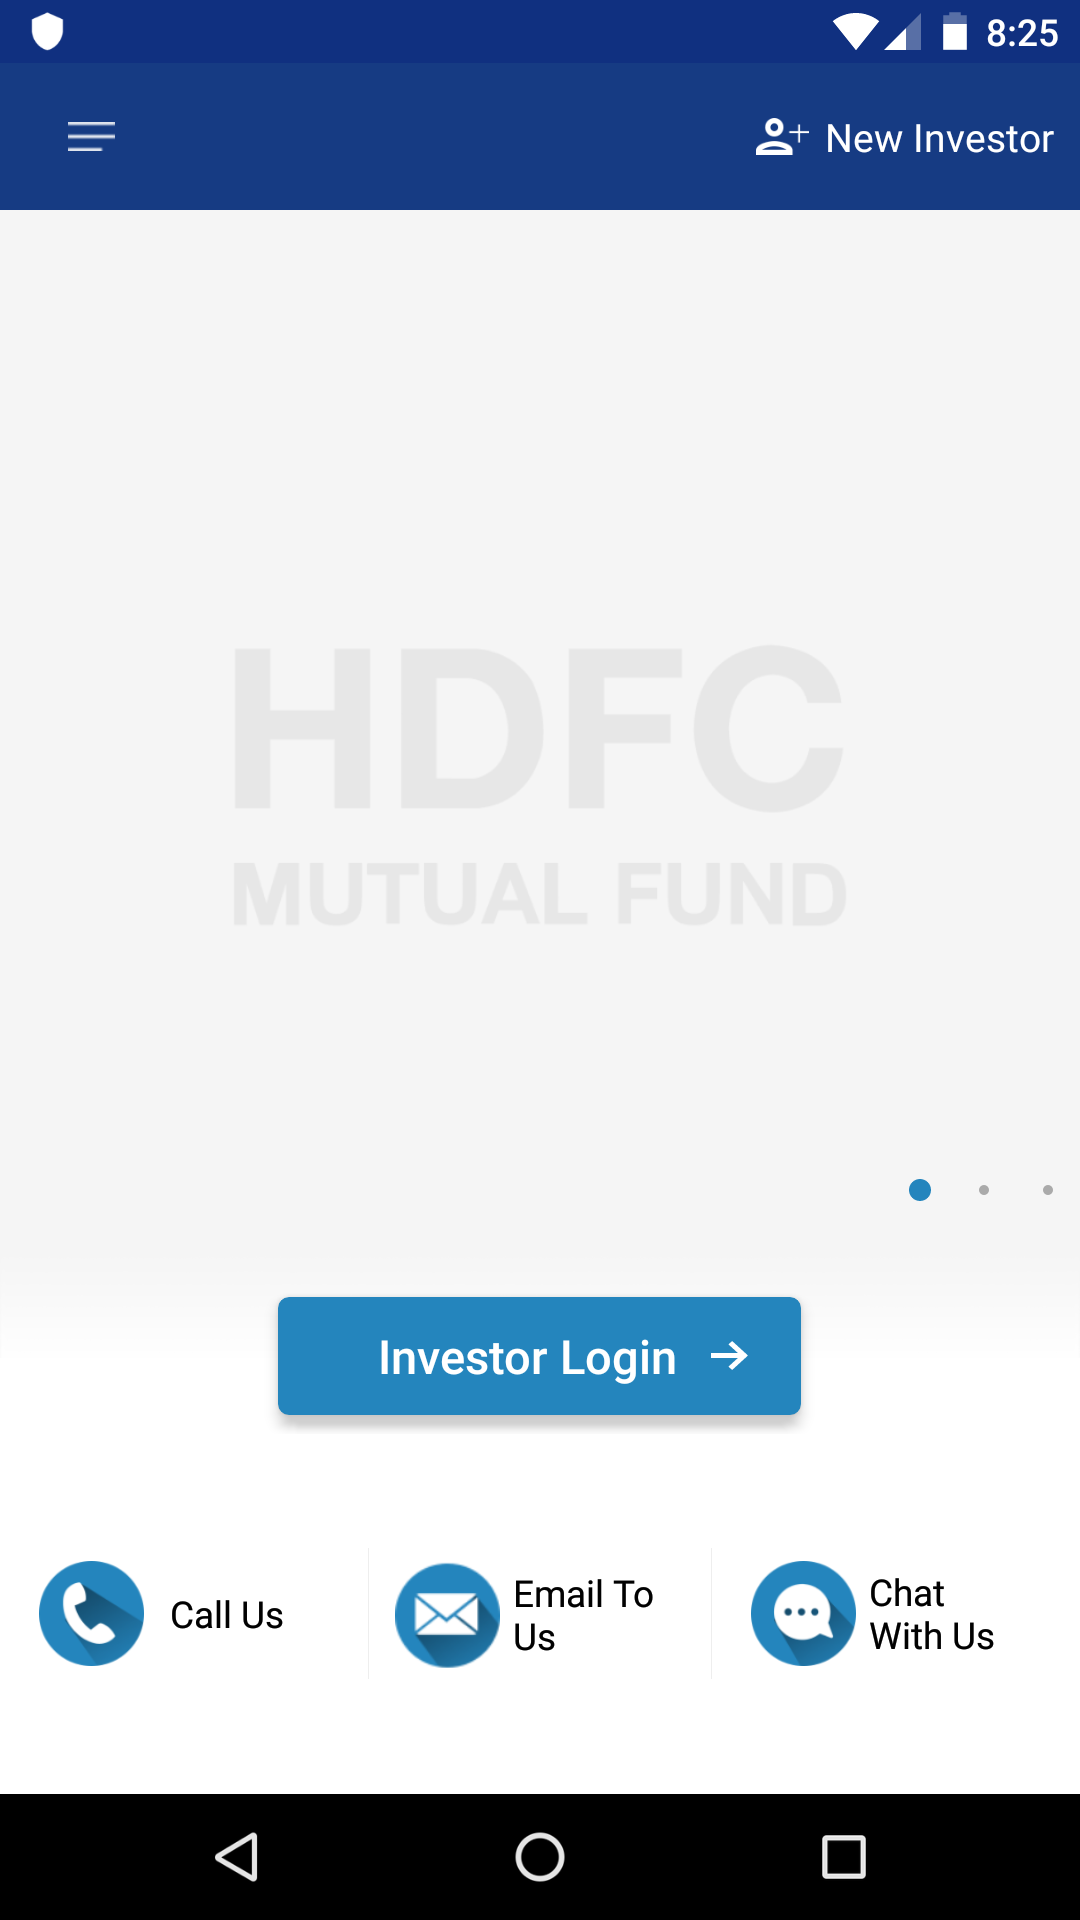 8:25
New Investor
HDFC
MUTUAL FUND
Investor Login
Call Us
Email To
Us
Chat
With Us